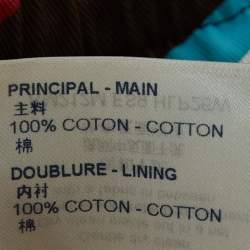 PRINCIPAL - MAIN
主料
100% COTON - COTTON
棉
DOUBLURE - LINING
内衬
100% COTON - COTTON
棉